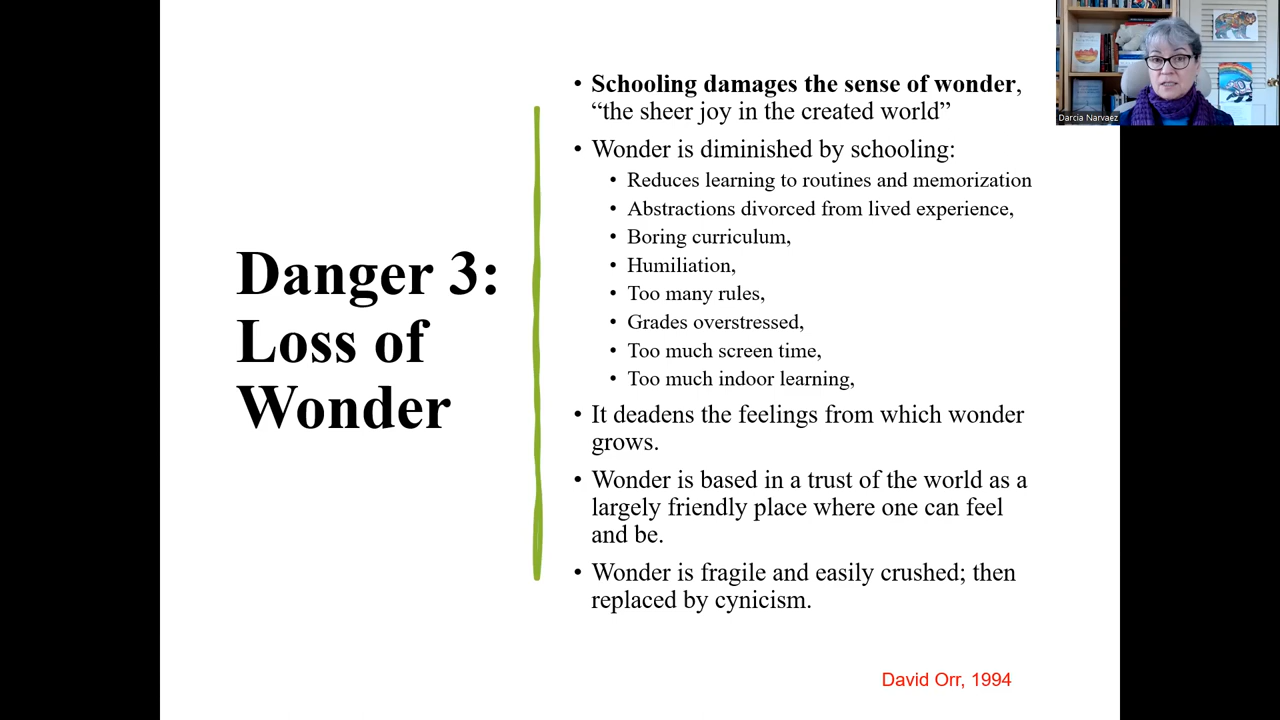 Danger 3:
Loss of
Wonder
• Schooling damages the sense of wonder,
“the sheer joy in the created world”
• Wonder is diminished by schooling:
• Reduces learning to routines and memorization
• Abstractions divorced from lived experience,
• Boring curriculum,
• Humiliation,
• Too many rules,
• Grades overstressed,
• Too much screen time,
• Too much indoor learning,
• It deadens the feelings from which wonder
grows.
• Wonder is based in a trust of the world as a
largely friendly place where one can feel
and be.
• Wonder is fragile and easily crushed; then
replaced by cynicism.
David Orr, 1994
Darcia Narvaez